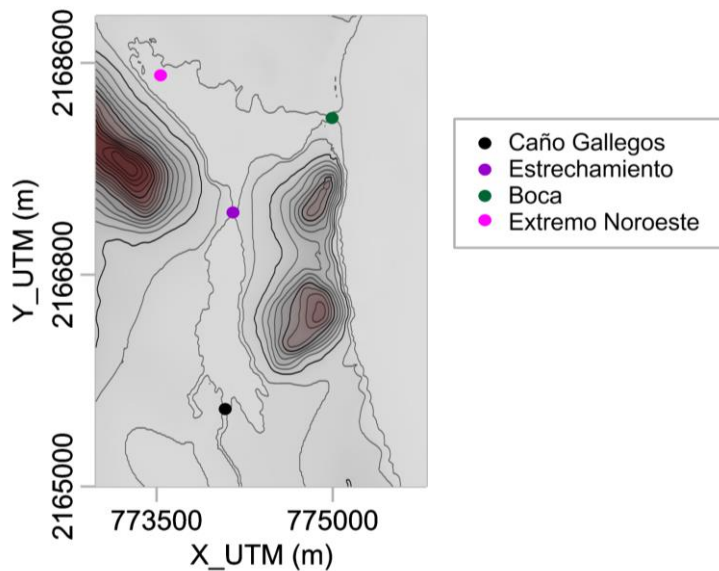 2168600
2166800
2165000
Y_UTM (m)
773500
775000
X_UTM (m)
Caño Gallegos
Estrechamiento
Boca
Extremo Noroeste